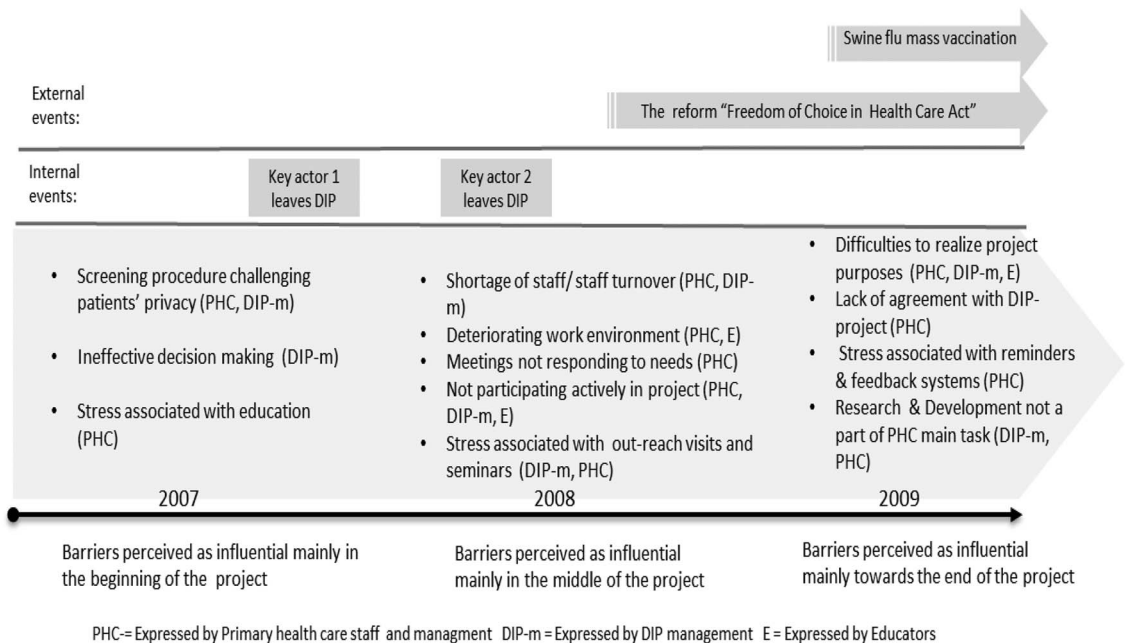 Swine flu mass vaccination
External
events:
The reform “Freedom of Choice in Health Care Act”
Internal
events:
Key actor 1
leaves DIP
Key actor 2
leaves DIP
• Screening procedure challenging
patients’ privacy (PHC, DIP-m)
• Ineffective decision making (DIP-m)
• Stress associated with education
(PHC)
• Shortage of staff/ staff turnover (PHC, DIP-
m)
• Deteriorating work environment (PHC, E)
• Meetings not responding to needs (PHC)
• Not participating actively in project (PHC,
DIP-m, E)
• Stress associated with out-reach visits and
seminars (DIP-m, PHC)
• Difficulties to realize project
purposes (PHC, DIP-m, E)
• Lack of agreement with DIP-
project (PHC)
• Stress associated with reminders
& feedback systems (PHC)
• Research & Development not a
part of PHC main task (DIP-m,
PHC)
2007
2008
2009
Barriers perceived as influential mainly in
the beginning of the project
Barriers perceived as influential
mainly in the middle of the project
Barriers perceived as influential
mainly towards the end of the project
PHC-= Expressed by Primary health care staff and managment DIP-m = Expressed by DIP management E = Expressed by Educators